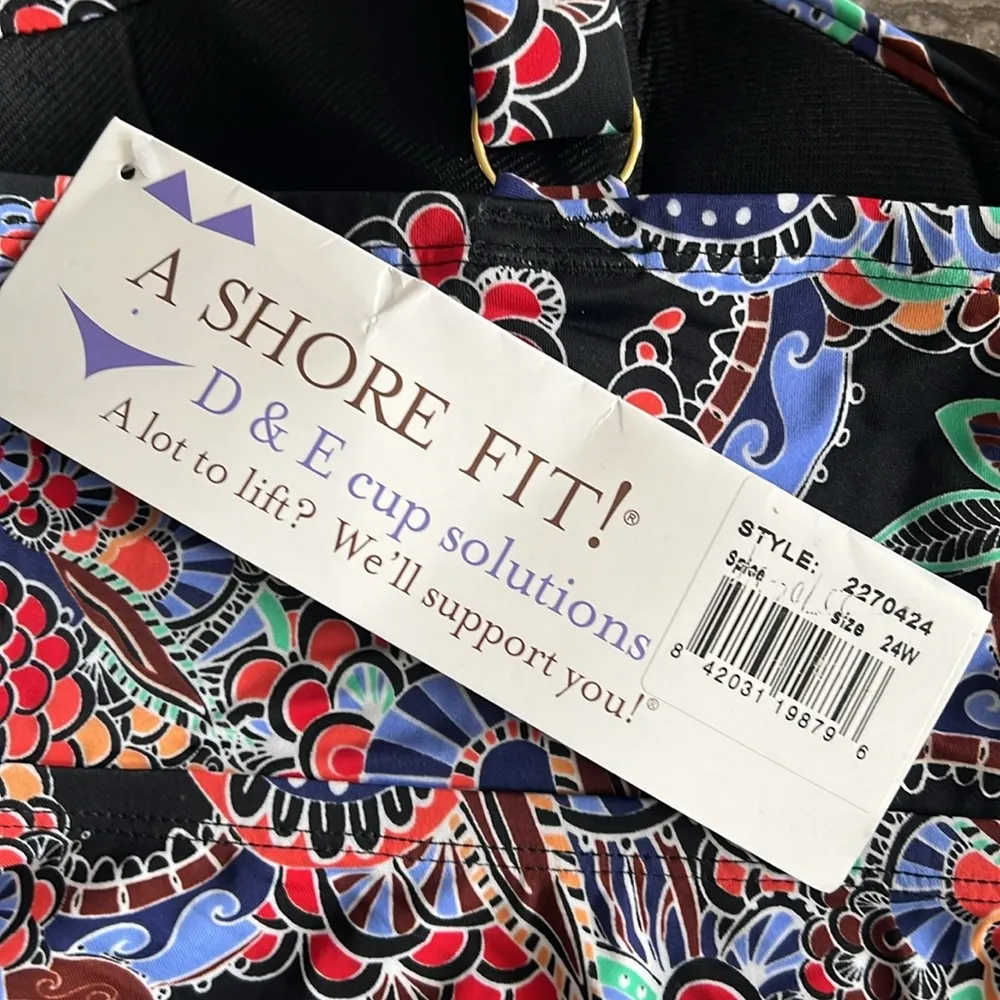 A SHORE FIT!®
D & E cup solutions
A lot to lift? We'll support you!®
STYLE: 2270424
Spice
size 24W
8 42031 19879 6